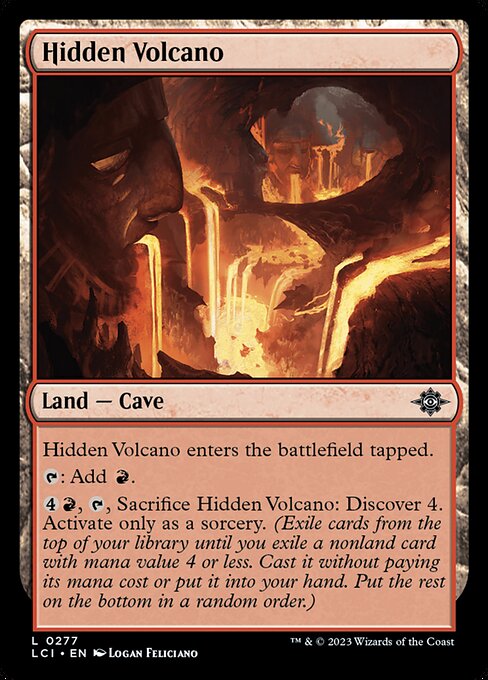 Hidden Volcano
Land — Cave
Hidden Volcano enters the battlefield tapped.
: Add .
4, , Sacrifice Hidden Volcano: Discover 4.
Activate only as a sorcery. (Exile cards from the
top of your library until you exile a nonland card
with mana value 4 or less. Cast it without paying
its mana cost or put it into your hand. Put the rest
on the bottom in a random order.)
L 0277
LCI • EN Logan Feliciano
™ & © 2023 Wizards of the Coast